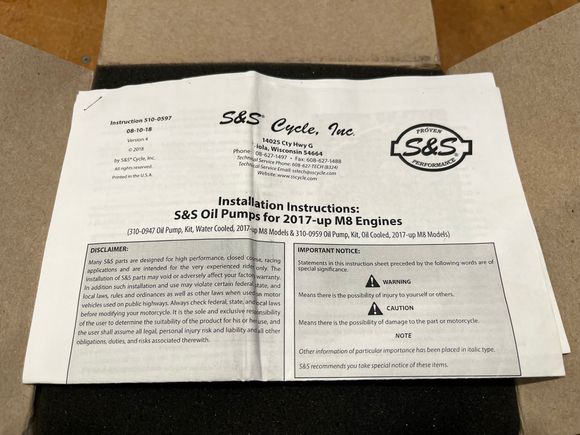 Instruction 510-0597
08-10-18
Version 4
© 2018
by S&S® Cycle, Inc.
Printed in the U.S.A.
S&S® Cycle, Inc.
14025 Cty Hwy G
iola, Wisconsin 54664
Phone 08-627-1497 • Fax: 608-627-1488
Technical Service Phone: 608-627-TECH (8324)
Technical Service Email: sstech@sscycle.com
Website: www.sscycle.com
PROVEN
S&S®
PERFORMANCE
Installation Instructions:
S&S Oil Pumps for 2017-up M8 Engines
(310-0947 Oil Pump, Kit, Water Cooled, 2017-up M8 Models & 310-0959 Oil Pump, Kit, Oil Cooled, 2017-up M8 Models)
DISCLAIMER:
Many S&S parts are designed for high performance, closed course, racing
applications and are intended for the very experienced rider only. The
installation of S&S parts may void or adversely affect your factory warranty.
In addition such installation and use may violate certain federal, state, and
local laws, rules and ordinances as well as other laws when used on motor
vehicles used on public highways. Always check federal, state, and local laws
before modifying your motorcycle. It is the sole and exclusive responsibility
of the user to determine the suitability of the product for his or her use, and
the user shall assume all legal, personal injury risk and liability and all other
obligations, duties, and risks associated therewith.
IMPORTANT NOTICE:
Statements in this instruction sheet preceded by the following words are of
special significance.
WARNING
Means there is the possibility of injury to yourself or others.
CAUTION
Means there is the possibility of damage to the part or motorcycle.
NOTE
Other information of particular importance has been placed in italic type.
S&S recommends you take special notice of these items.